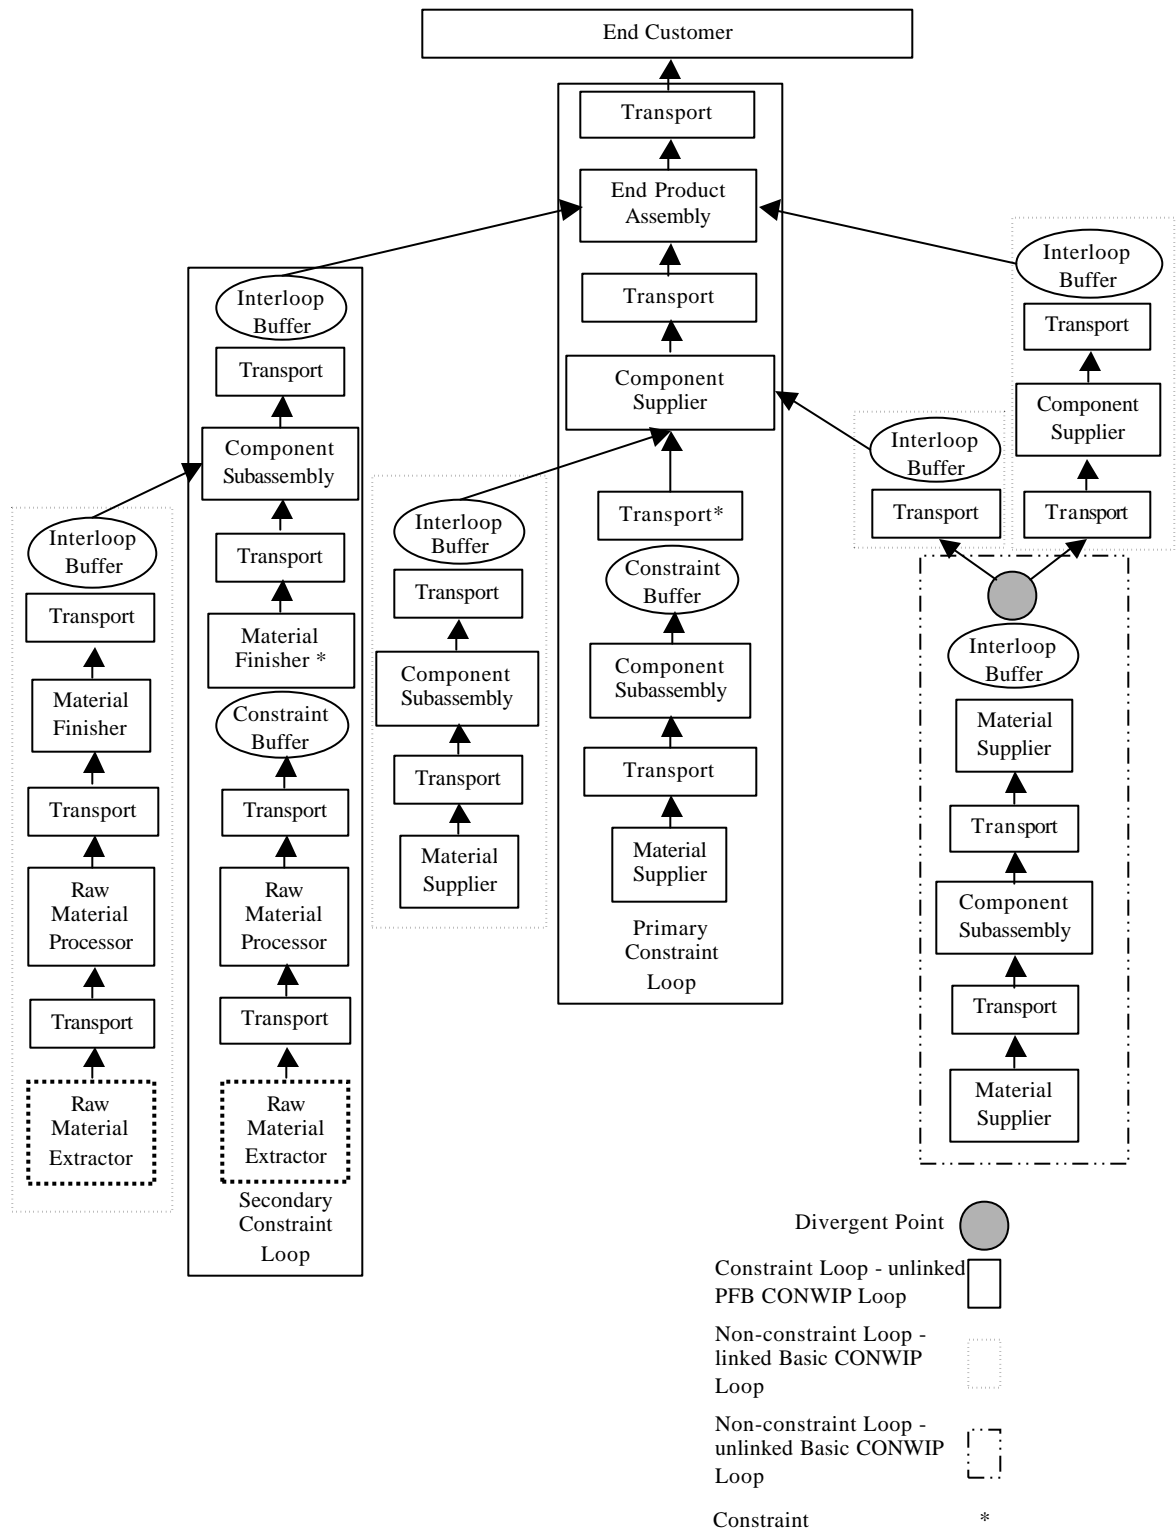 End Customer
Transport
End Product
Assembly
Transport
Component
Supplier
Transport*
Constraint
Buffer
Component
Subassembly
Transport
Material
Supplier
Primary
Constraint
Loop
Interloop
Buffer
Transport
Material
Finisher
Transport
Raw
Material
Processor
Transport
Raw
Material
Extractor
Interloop
Buffer
Transport
Component
Subassembly
Transport
Material
Finisher *
Constraint
Buffer
Transport
Raw
Material
Processor
Transport
Raw
Material
Extractor
Secondary
Constraint
Loop
Interloop
Buffer
Transport
Component
Subassembly
Transport
Material
Supplier
Interloop
Buffer
Transport
Interloop
Buffer
Transport
Component
Supplier
Transport
Interloop
Buffer
Material
Supplier
Transport
Component
Subassembly
Transport
Material
Supplier
Divergent Point
Constraint Loop - unlinked
PFB CONWIP Loop
Non-constraint Loop -
linked Basic CONWIP
Loop
Non-constraint Loop -
unlinked Basic CONWIP
Loop
Constraint *